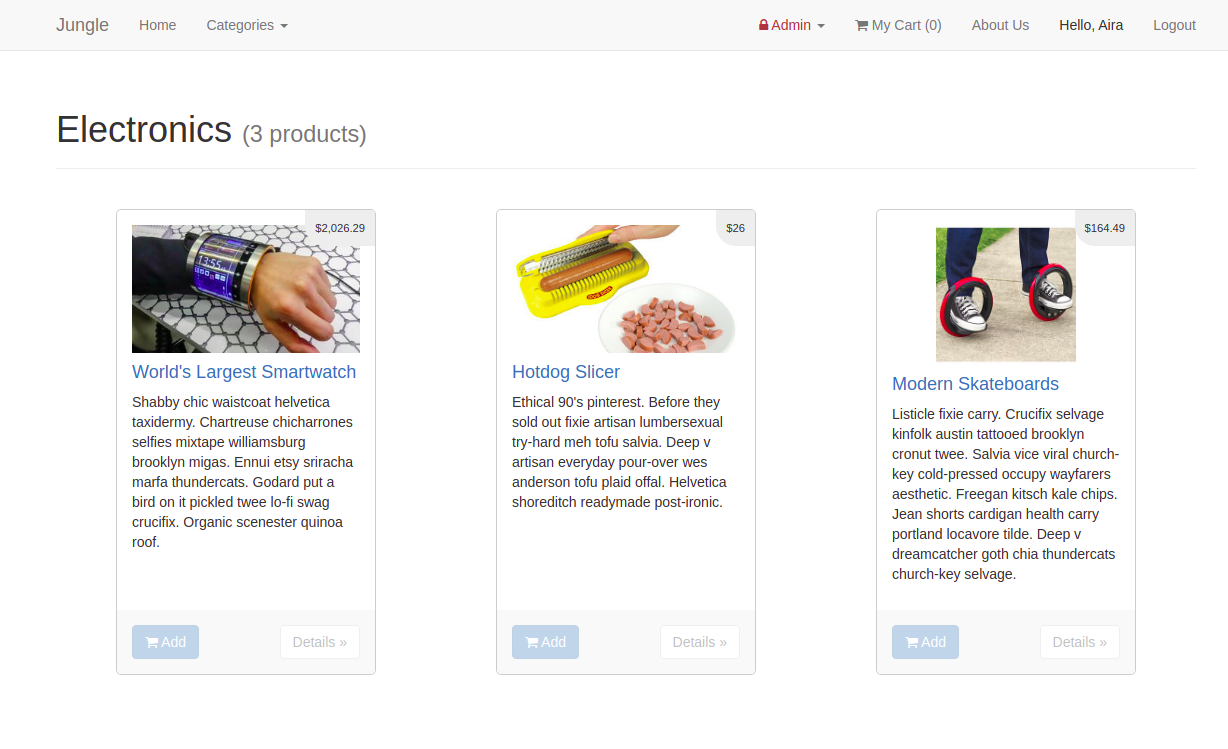 Jungle Home Categories Admin My Cart (0) About Us Hello, Aira Logout
Electronics (3 products)
$2,026.29
13:55
World's Largest Smartwatch
Shabby chic waistcoat helvetica
taxidermy. Chartreuse chicharrones
selfies mixtape williamsburg
brooklyn migas. Ennui etsy sriracha
marfa thundercats. Godard put a
bird on it pickled twee lo-fi swag
crucifix. Organic scenester quinoa
roof.
Add Details »
$26
Hotdog Slicer
Ethical 90's pinterest. Before they
sold out fixie artisan lumbersexual
try-hard meh tofu salvia. Deep v
artisan everyday pour-over wes
anderson tofu plaid offal. Helvetica
shoreditch readymade post-ironic.
Add Details »
$164.49
Modern Skateboards
Listicle fixie carry. Crucifix selvage
kinfolk austin tattooed brooklyn
cronut twee. Salvia vice viral church-
key cold-pressed occupy wayfarers
aesthetic. Freegan kitsch kale chips.
Jean shorts cardigan health carry
portland locavore tilde. Deep v
dreamcatcher goth chia thundercats
church-key selvage.
Add Details »